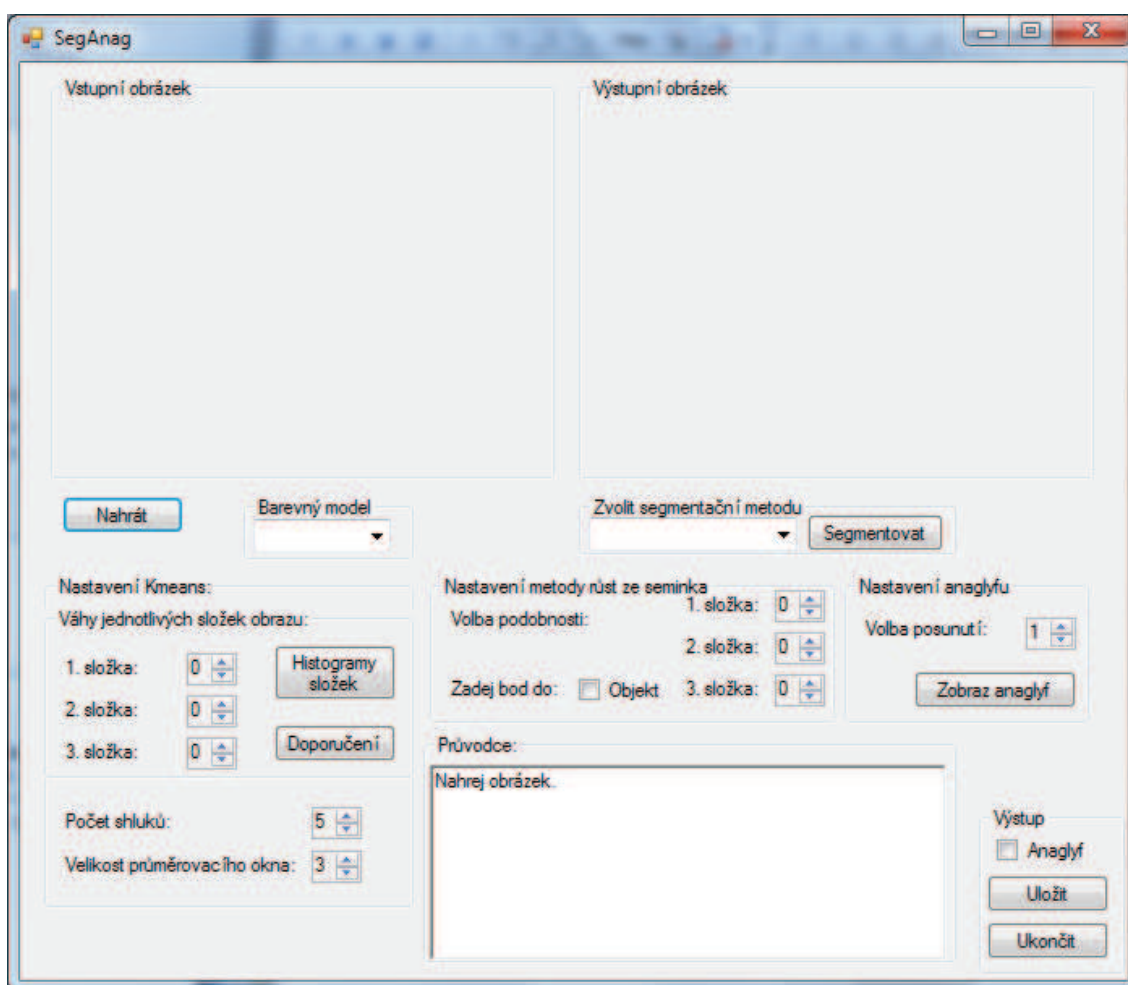 SegAnag
Vstupní obrázek
Výstupní obrázek
Nahrát
Barevný model
Zvolit segmentační metodu
Segmentovat
Nastavení Kmeans:
Váhy jednotlivých složek obrazu:
1. složka: 0
2. složka: 0
3. složka: 0
Histogramy
složek
Doporučení
Počet shluků: 5
Velikost průměrovacího okna: 3
Nastavení metody růst ze semínka
Volba podobnosti:
1. složka: 0
2. složka: 0
Zadej bod do: Objekt 3. složka: 0
Nastavení anaglyfu
Volba posunutí: 1
Zobraz anaglyf
Průvodce:
Nahrej obrázek.
Výstup
Anaglyf
Uložit
Ukončit